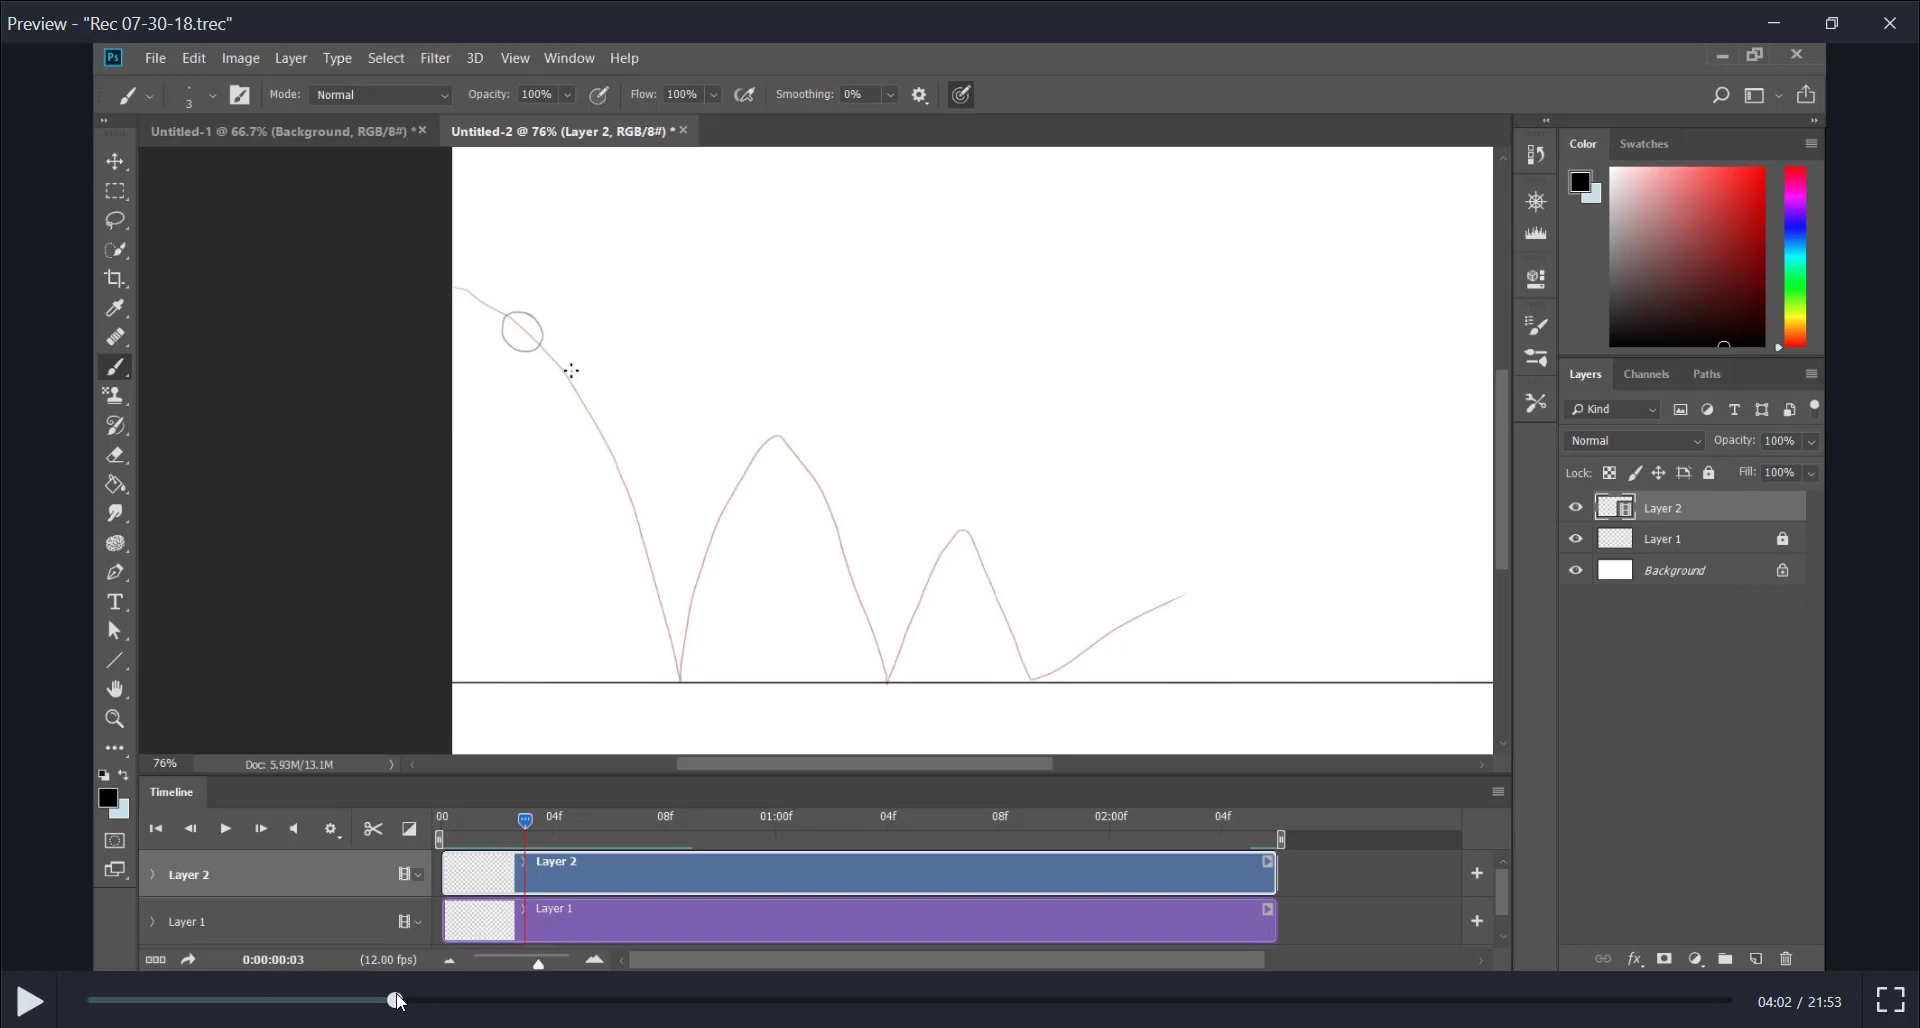 Preview - "Rec 07-30-18.trec"
Ps File Edit Image Layer Type Select Filter 3D View Window Help
3 Mode: Normal Opacity: 100% Flow: 100% Smoothing: 0%
Untitled-1 @ 66.7% (Background, RGB/8#) * Untitled-2 @ 76% (Layer 2, RGB/8#) *
Color Swatches
Layers Channels Paths
Kind
Normal Opacity: 100%
Lock: Fill: 100%
Layer 2
Layer 1
Background
76% Doc: 5.93M/13.1M
Timeline
00 04f 08f 01:00f 04f 08f 02:00f 04f
Layer 2 Layer 2
Layer 1 Layer 1
0:00:00:03 (12.00 fps)
fx
04:02 / 21:53